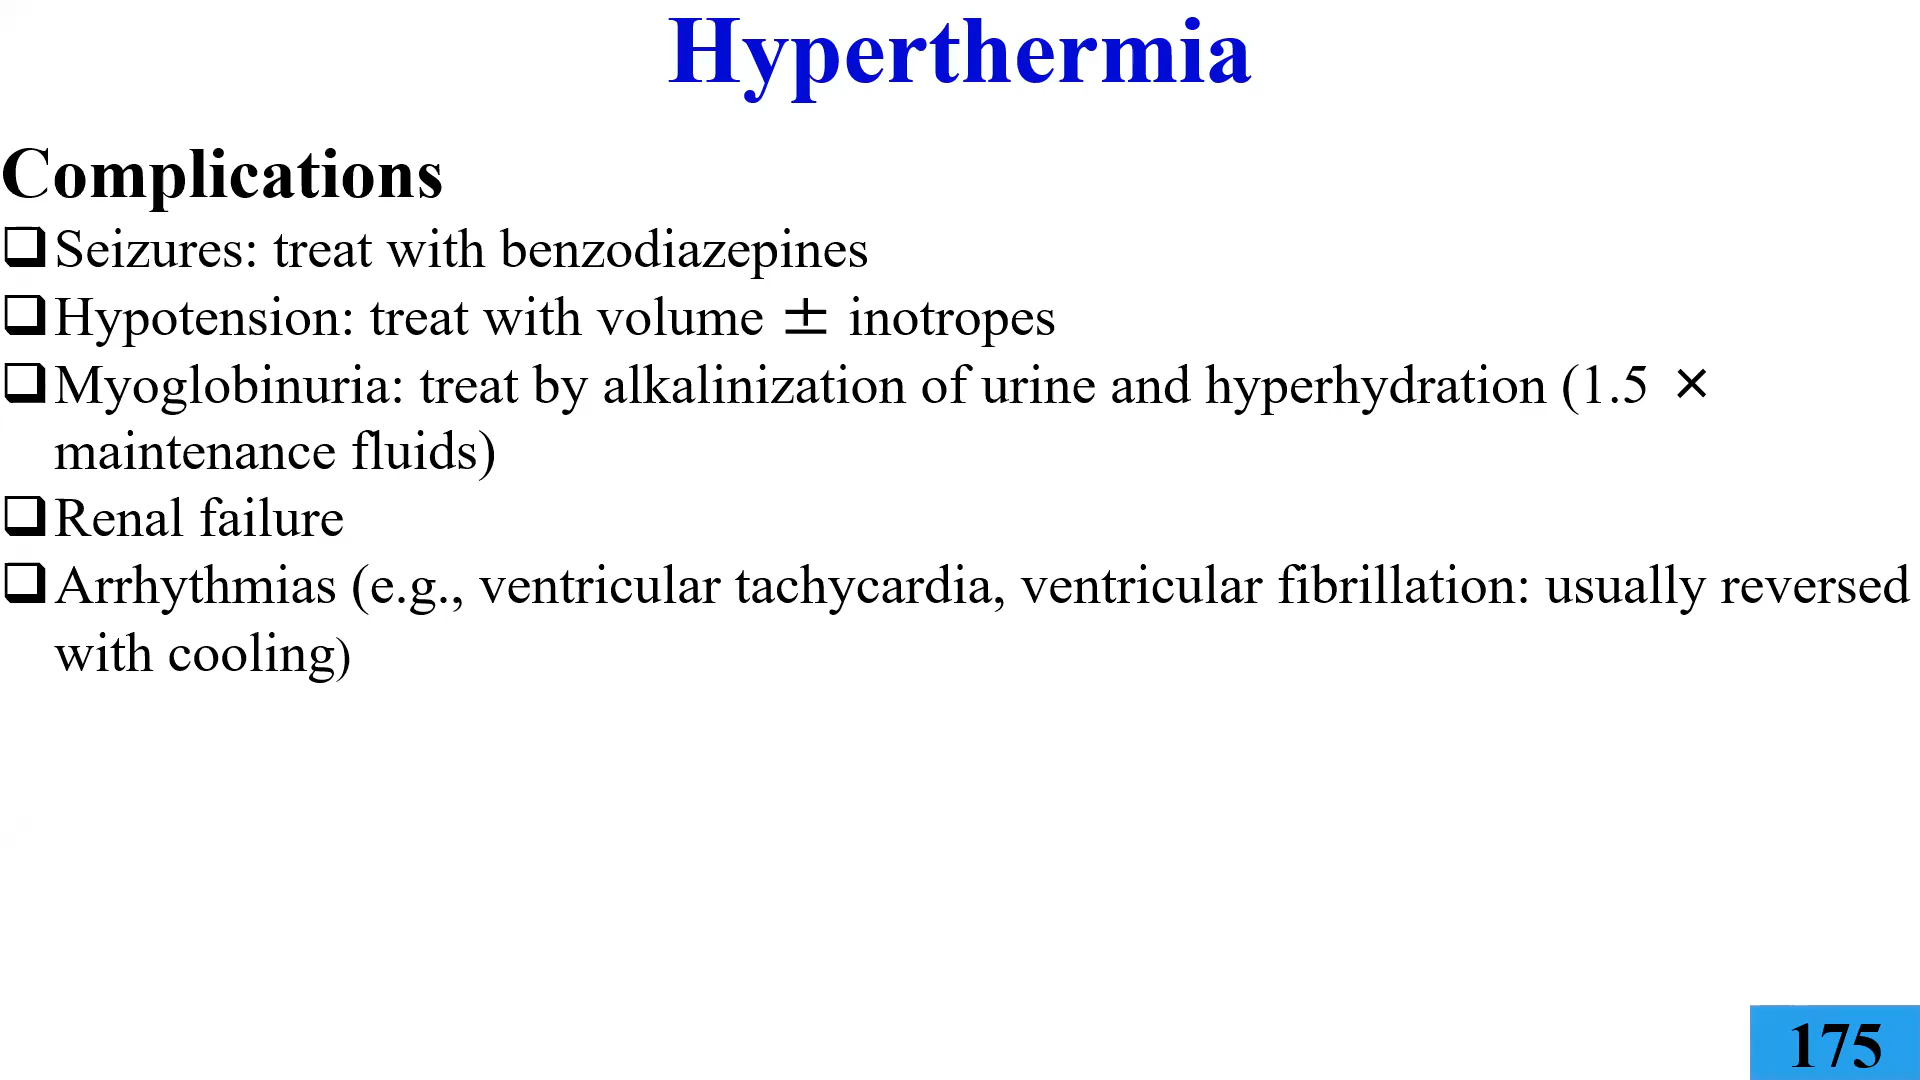 Hyperthermia
Complications
❑Seizures: treat with benzodiazepines
❑Hypotension: treat with volume ± inotropes
❑Myoglobinuria: treat by alkalinization of urine and hyperhydration (1.5 ×
maintenance fluids)
❑Renal failure
❑Arrhythmias (e.g., ventricular tachycardia, ventricular fibrillation: usually reversed
with cooling)
175